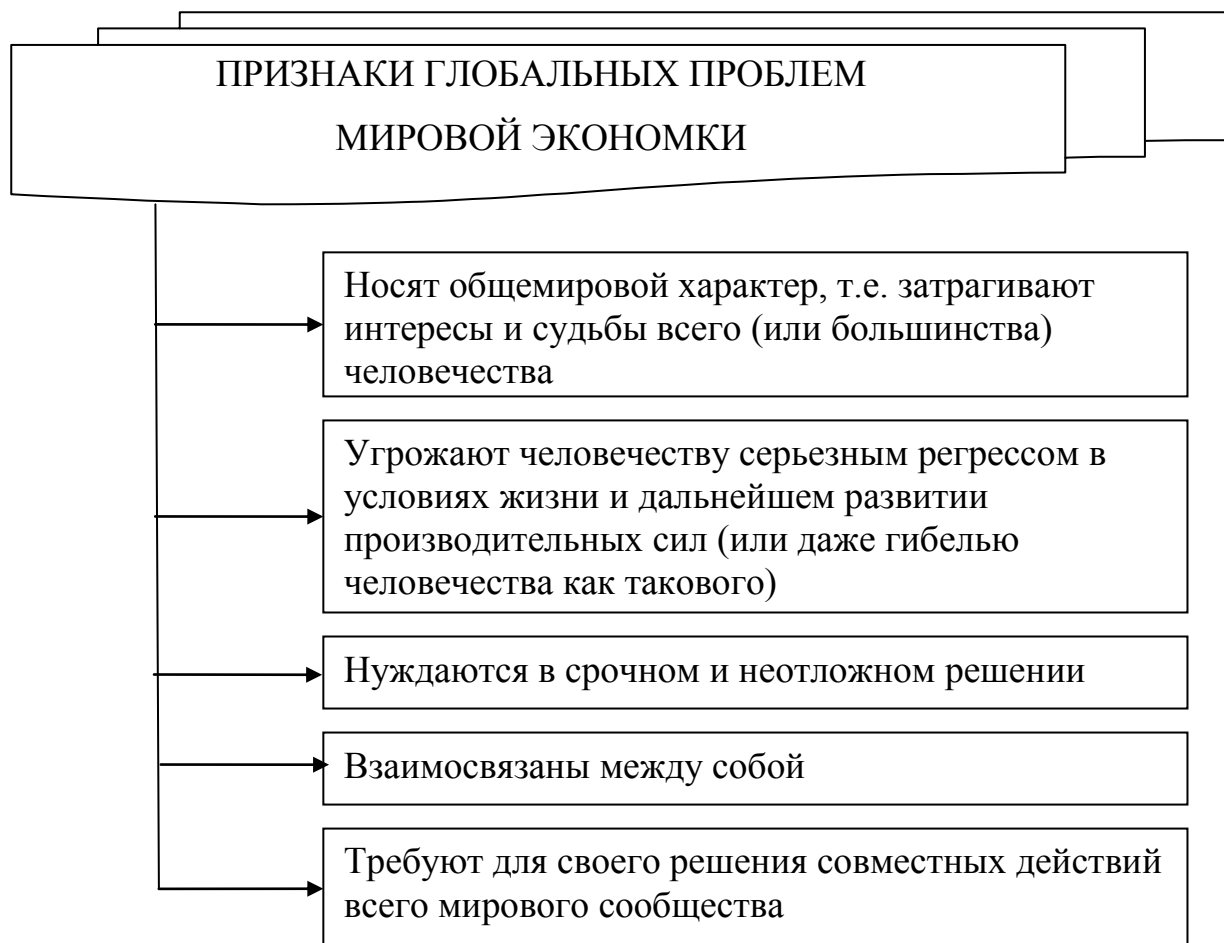 ПРИЗНАКИ ГЛОБАЛЬНЫХ ПРОБЛЕМ
МИРОВОЙ ЭКОНОМКИ
Носят общемировой характер, т.е. затрагивают
интересы и судьбы всего (или большинства)
человечества
Угрожают человечеству серьезным регрессом в
условиях жизни и дальнейшем развитии
производительных сил (или даже гибелью
человечества как такового)
Нуждаются в срочном и неотложном решении
Взаимосвязаны между собой
Требуют для своего решения совместных действий
всего мирового сообщества